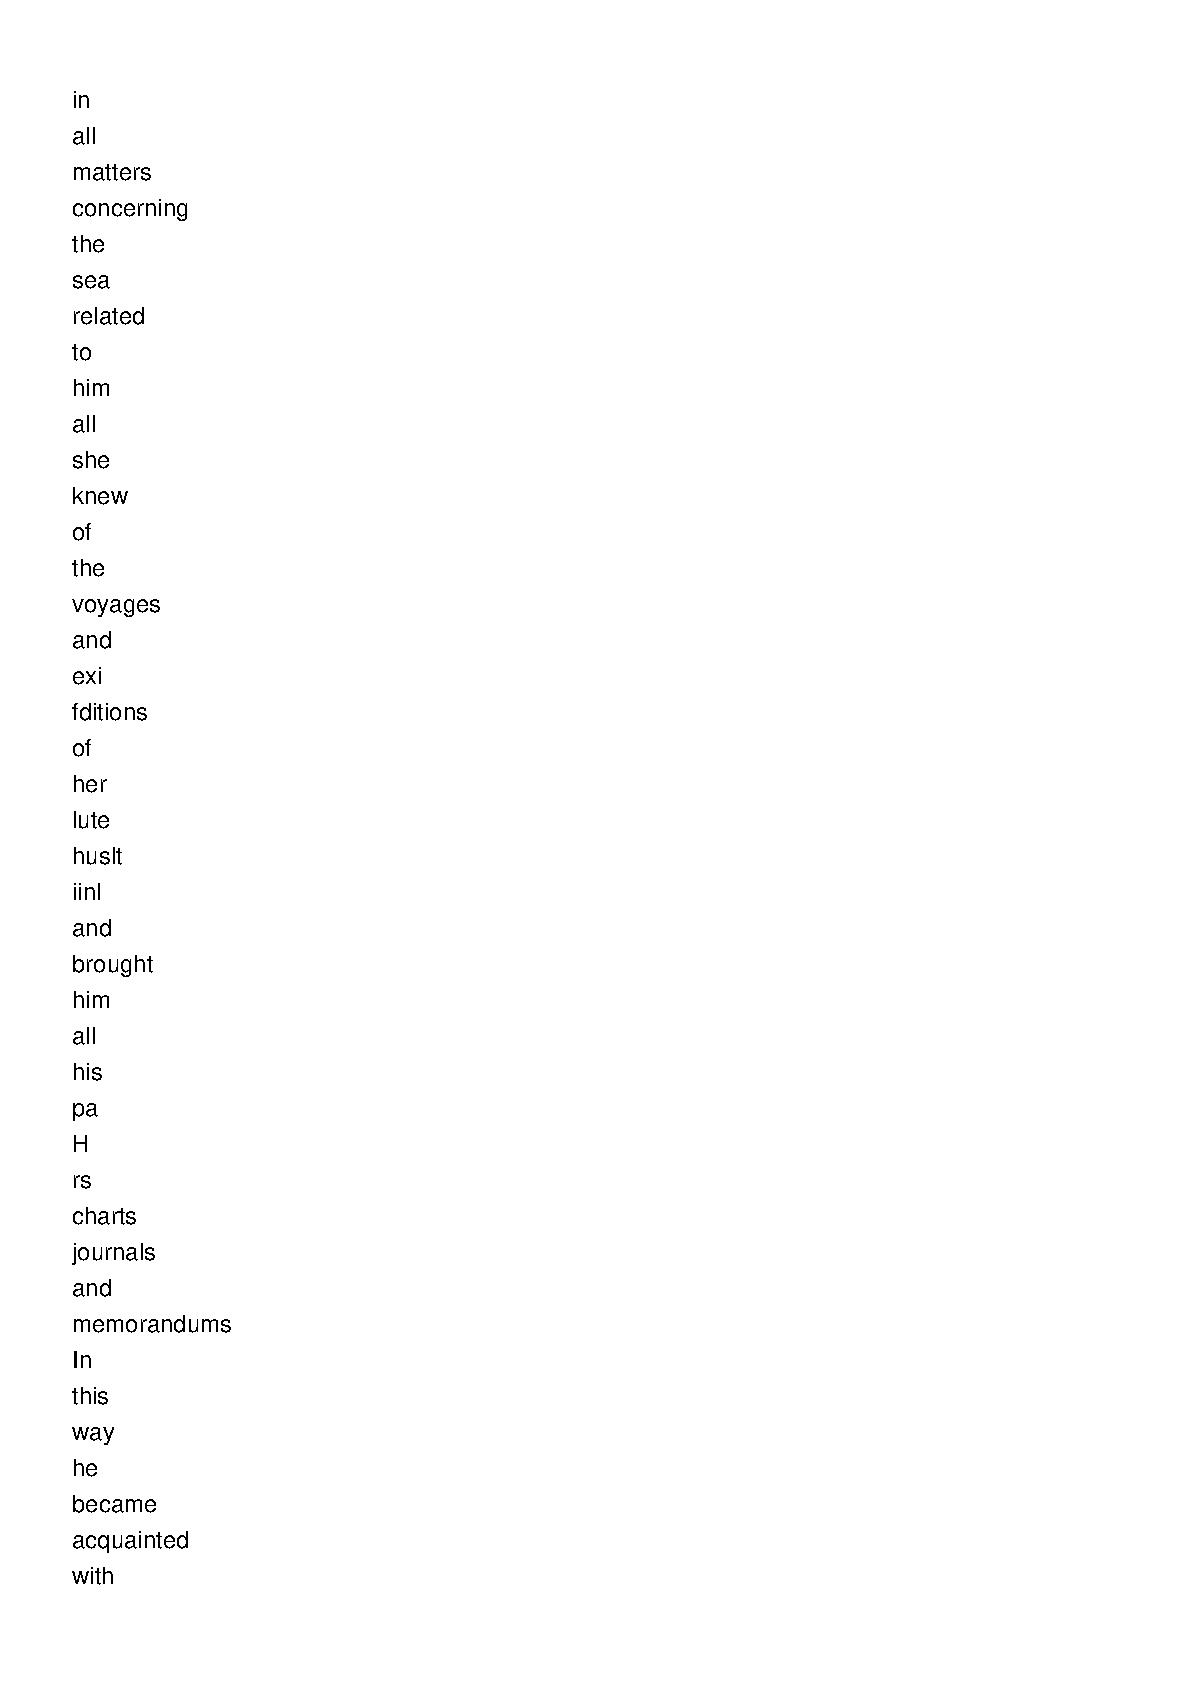 in
all
matters
concerning
the
sea
related
to
him
all
she
knew
of
the
voyages
and
exi
fditions
of
her
lute
huslt
iinl
and
brought
him
all
his
pa
H
rs
charts
journals
and
memorandums
In
this
way
he
became
acquainted
with